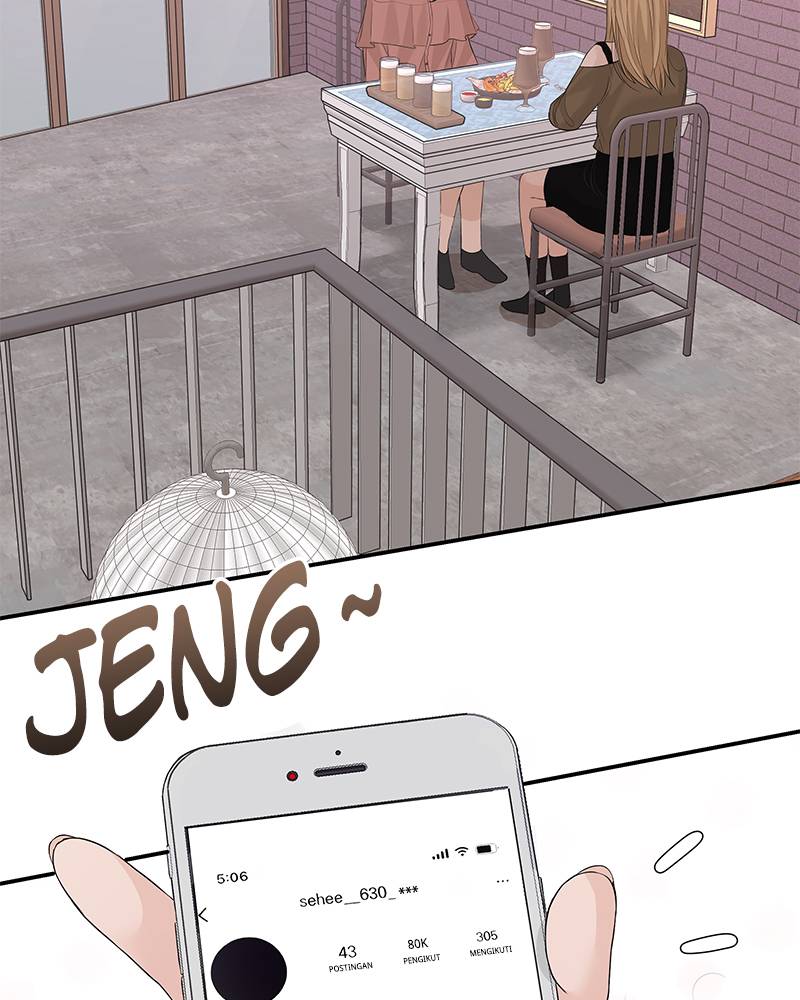 JENG~
5:06
sehee__630_***
43
80K
305
POSTINGAN
PENGIKUT
MENGIKUTI